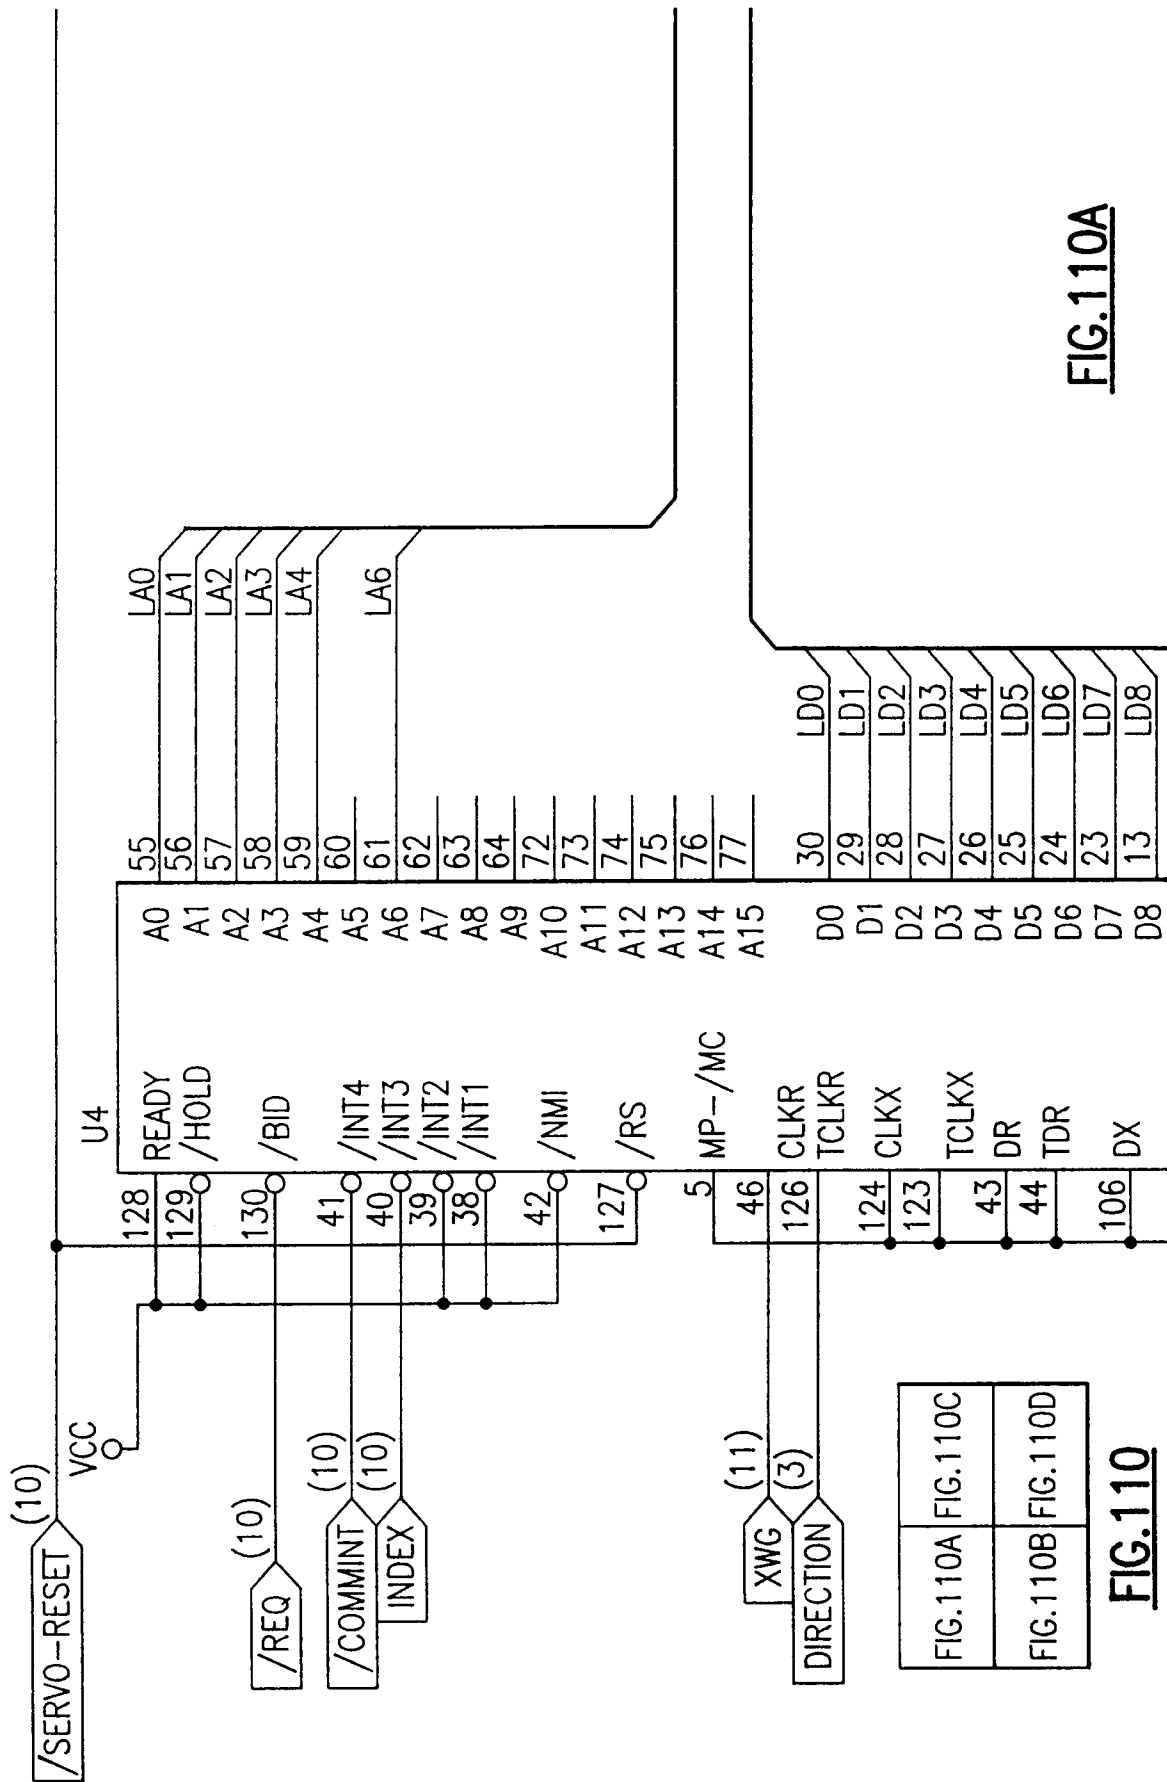 /SERVO-RESET (10)
VCC
/REQ (10)
/COMMINT (10)
INDEX (10)
XWG (11)
DIRECTION (3)
U4
128 READY
129 /HOLD
130 /BID
41 /INT4
40 /INT3
39 /INT2
38 /INT1
42 /NMI
127 /RS
5 MP-/MC
46 CLKR
126 TCLKR
124 CLKX
123 TCLKX
43 DR
44 TDR
106 DX
A0 55 LA0
A1 56 LA1
A2 57 LA2
A3 58 LA3
A4 59 LA4
A5 60
A6 61 LA6
A7 62
A8 63
A9 64
A10 72
A11 73
A12 74
A13 75
A14 76
A15 77
D0 30 LD0
D1 29 LD1
D2 28 LD2
D3 27 LD3
D4 26 LD4
D5 25 LD5
D6 24 LD6
D7 23 LD7
D8 13 LD8
FIG.110A FIG.110C
FIG.110B FIG.110D
FIG.110
FIG.110A